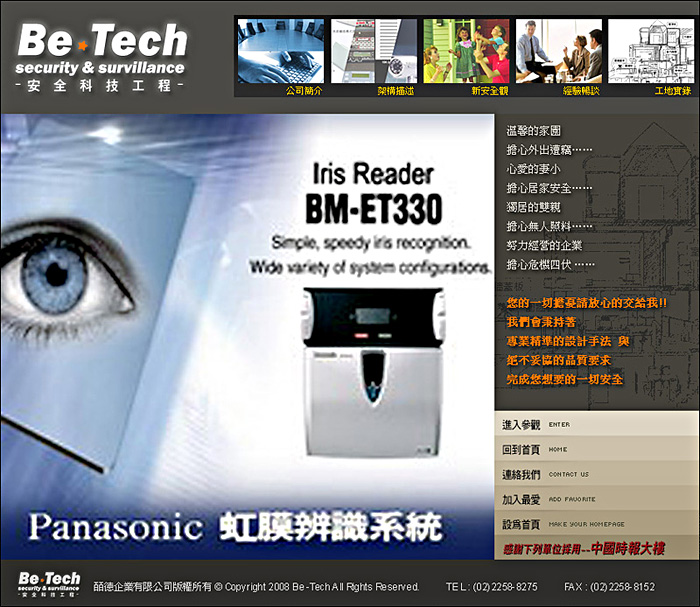 Be Tech
security & survillance
-安全科技工程-
公司簡介
架構描述
新安全觀
經驗暢談
工地實錄
Iris Reader
BM-ET330
Simple, speedy iris recognition.
Wide variety of system configurations.
Panasonic 虹膜辨識系統
溫馨的家園
擔心外出遭竊……
心愛的妻小
擔心居家安全……
獨居的雙親
擔心無人照料……
努力經營的企業
擔心危機四伏……
您的一切擔憂請放心的交給我!!
我們會秉持著
專業精準的設計手法 與
絕不妥協的品質要求
完成您想要的一切安全
進入參觀 ENTER
回到首頁 HOME
連絡我們 CONTACT US
加入最愛 ADD FAVORITE
設為首頁 MAKE YOUR HOMEPAGE
感謝下列單位採用--中國時報大樓
Be Tech
security & survillance
-安全科技工程-
皕德企業有限公司版權所有 © Copyright 2008 Be-Tech All Rights Reserved. TEL: (02)2258-8275 FAX : (02)2258-8152